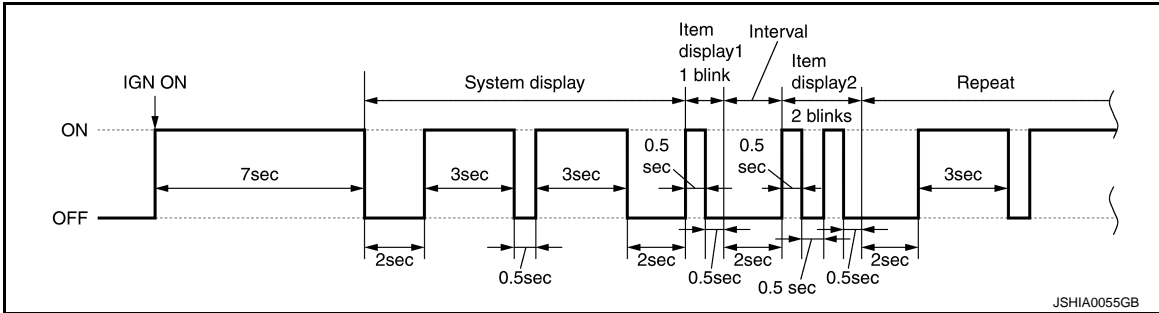 Item
display1
1 blink
Interval
Item
display2
2 blinks
IGN ON
System display
Repeat
ON
OFF
7sec
3sec
3sec
0.5
sec
0.5
sec
3sec
2sec
0.5sec
2sec
0.5sec
2sec
0.5 sec
0.5sec
2sec
JSHIA0055GB